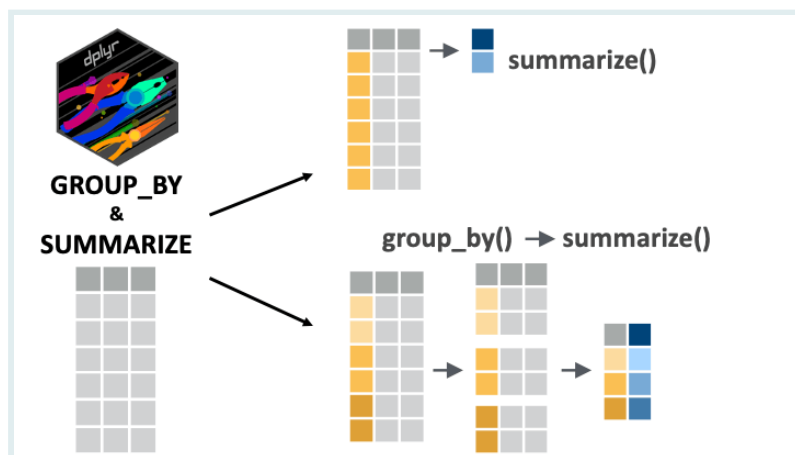 dplyr
GROUP_BY
&
SUMMARIZE
summarize()
group_by() → summarize()